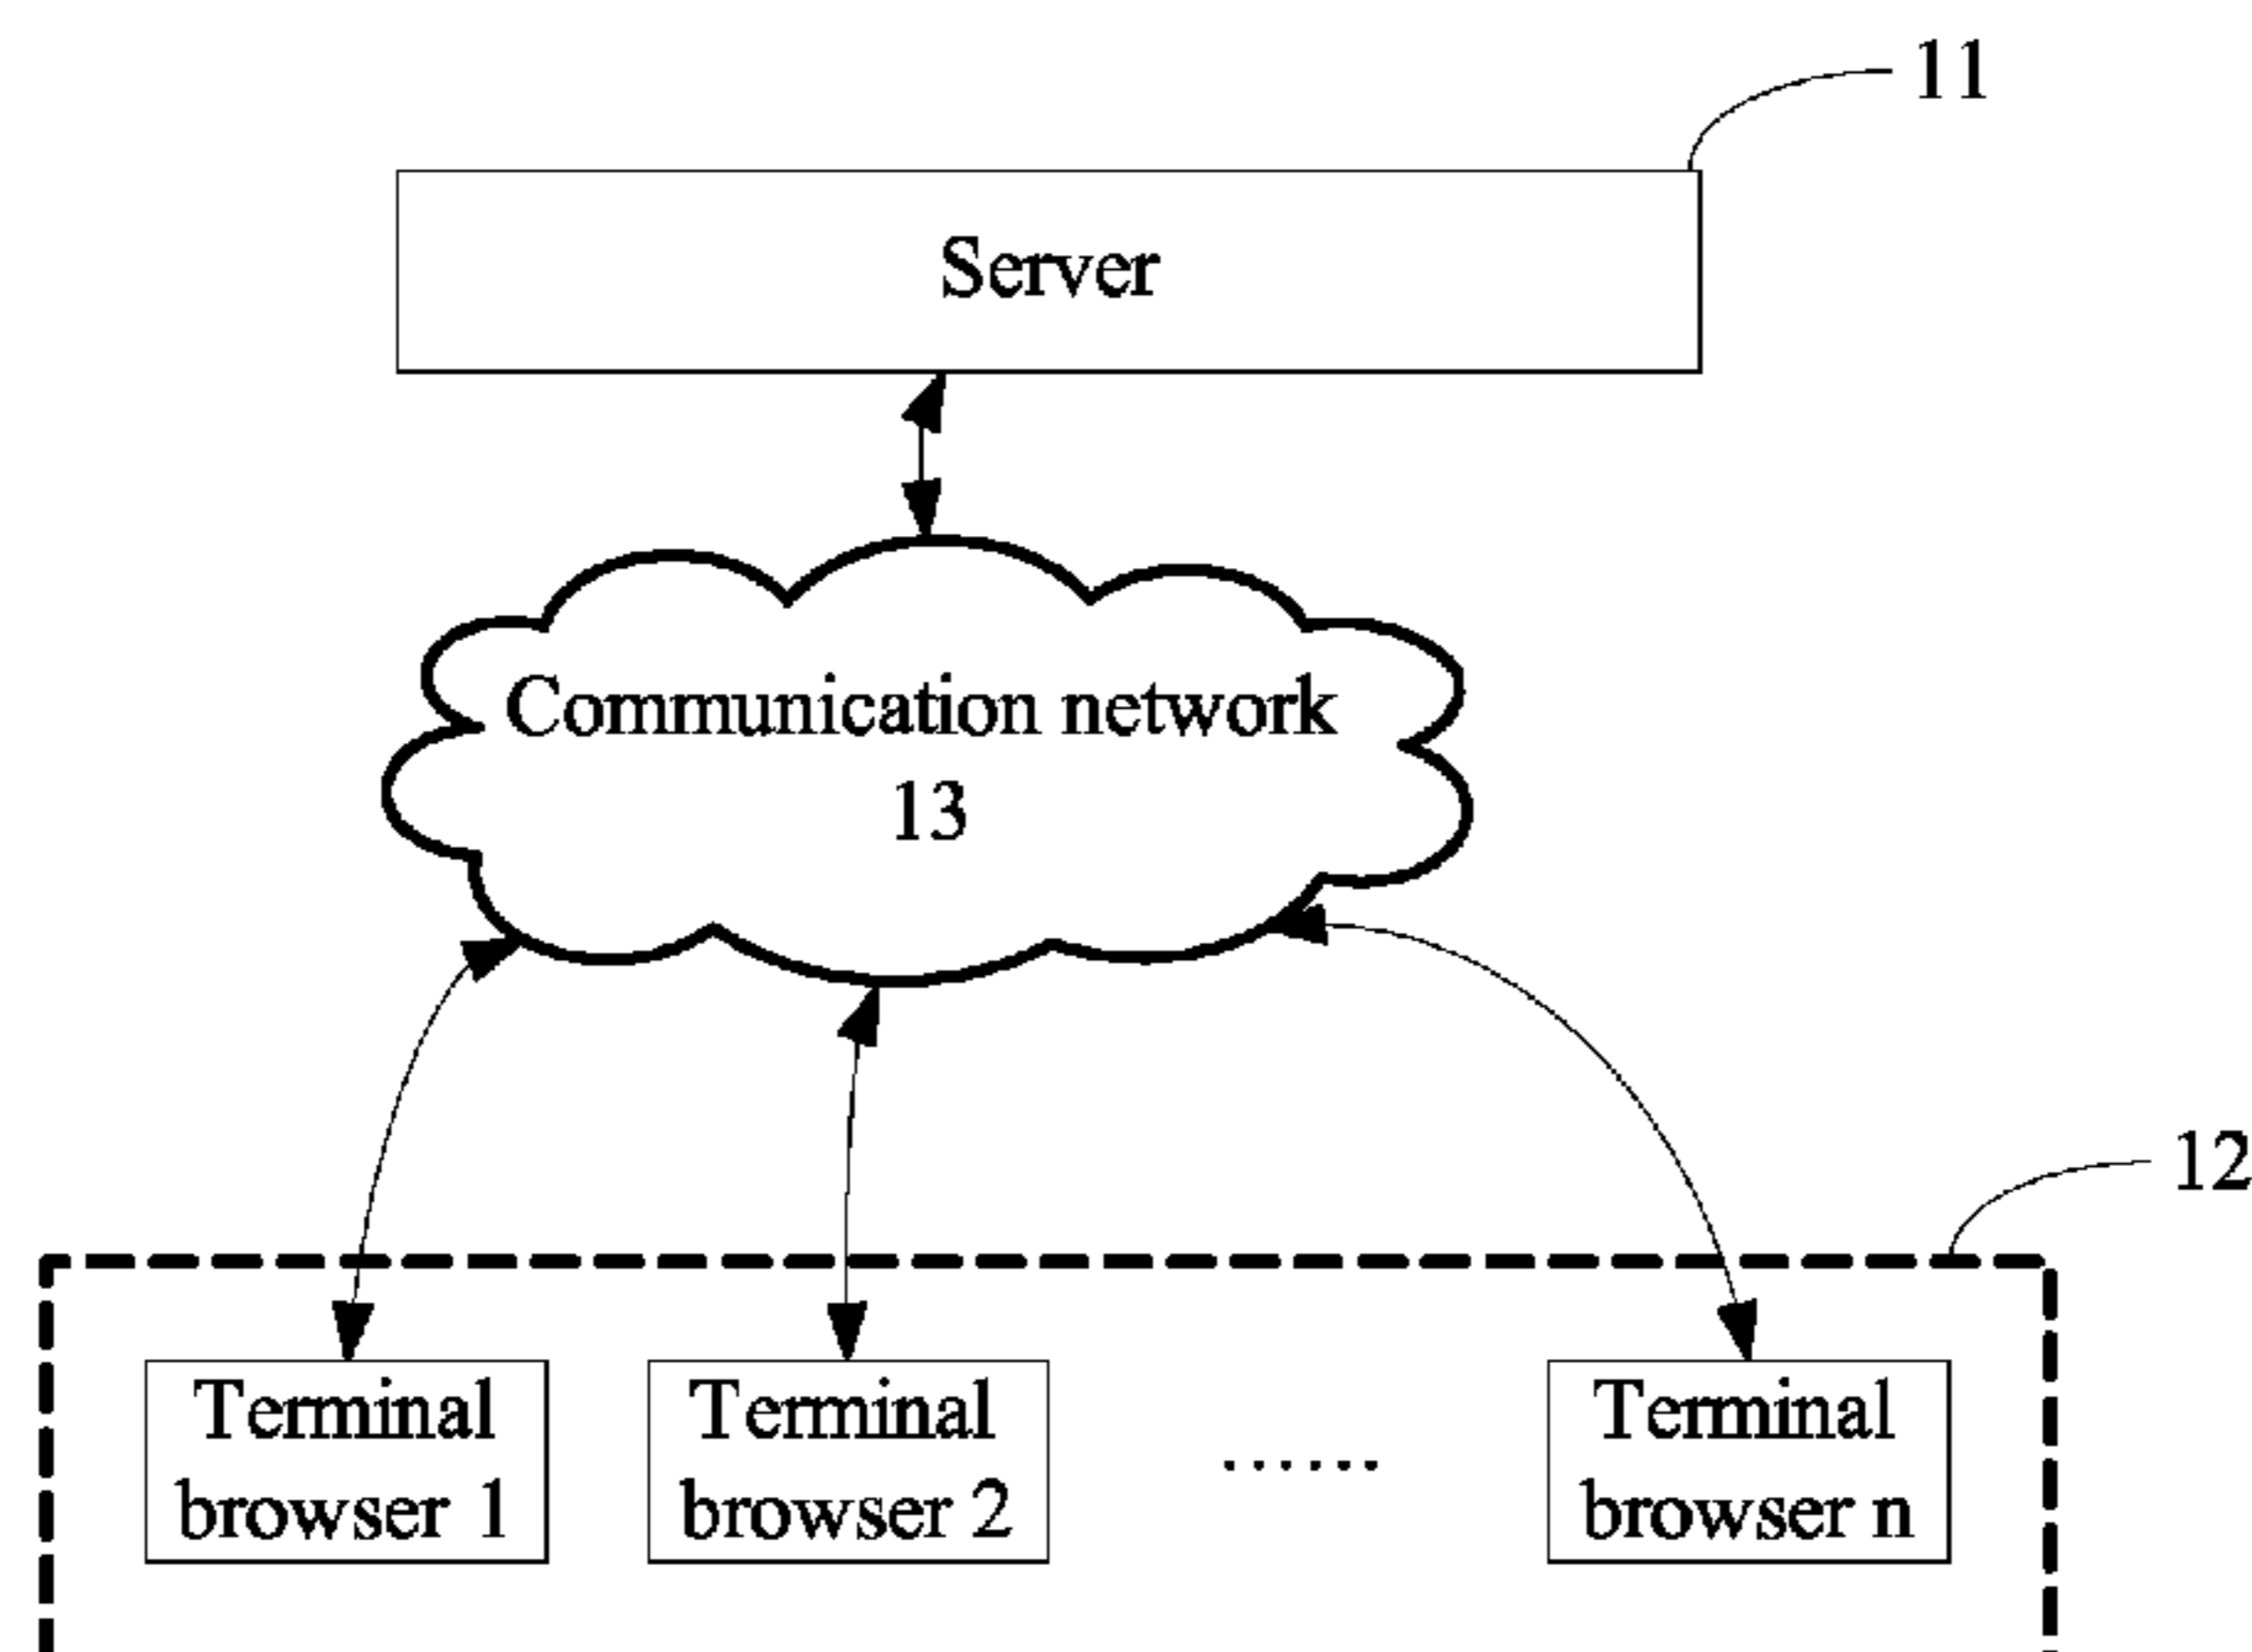 11
Server
Communication network
13
12
Terminal
browser 1
Terminal
browser 2
......
Terminal
browser n